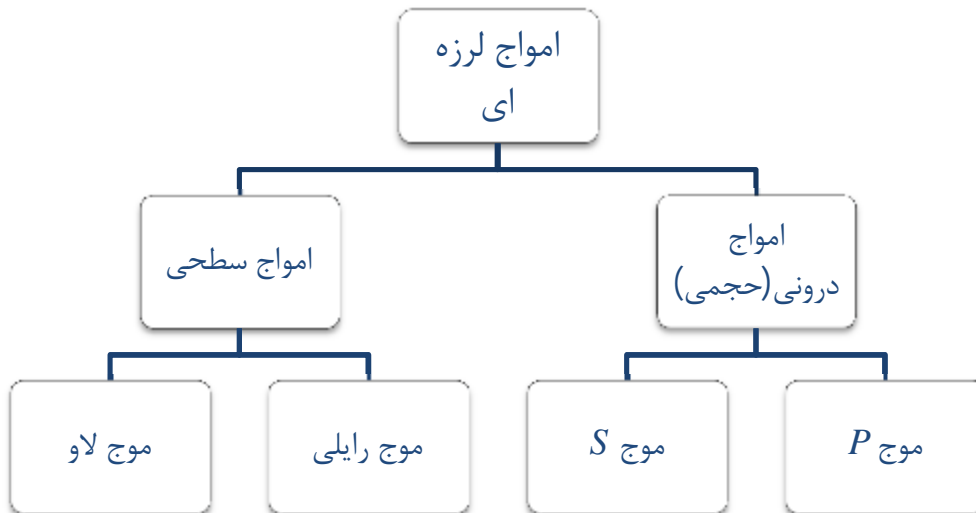 امواج لرزه
ای
امواج
درونی(حجمی)
امواج سطحی
موج P
موج S
موج رایلی
موج لاو